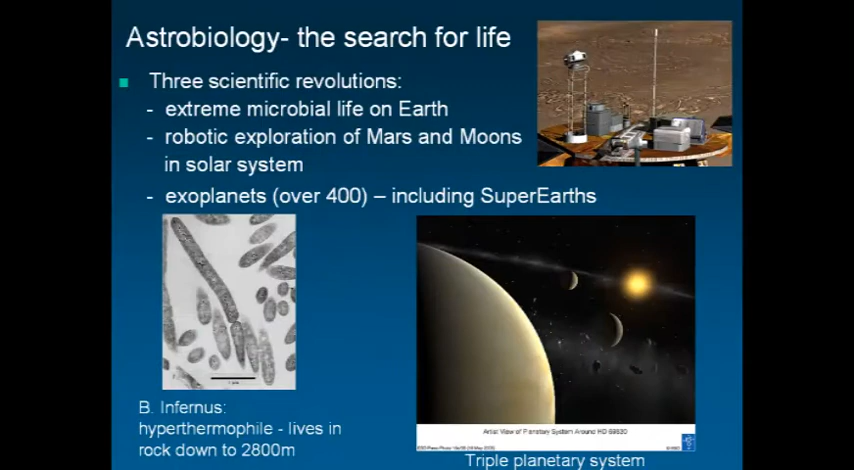 Astrobiology- the search for life
Three scientific revolutions:
- extreme microbial life on Earth
- robotic exploration of Mars and Moons
in solar system
- exoplanets (over 400) – including SuperEarths
B. Infernus:
hyperthermophile - lives in
rock down to 2800m
Artist View of Planetary System Around HD 69830
Triple planetary system